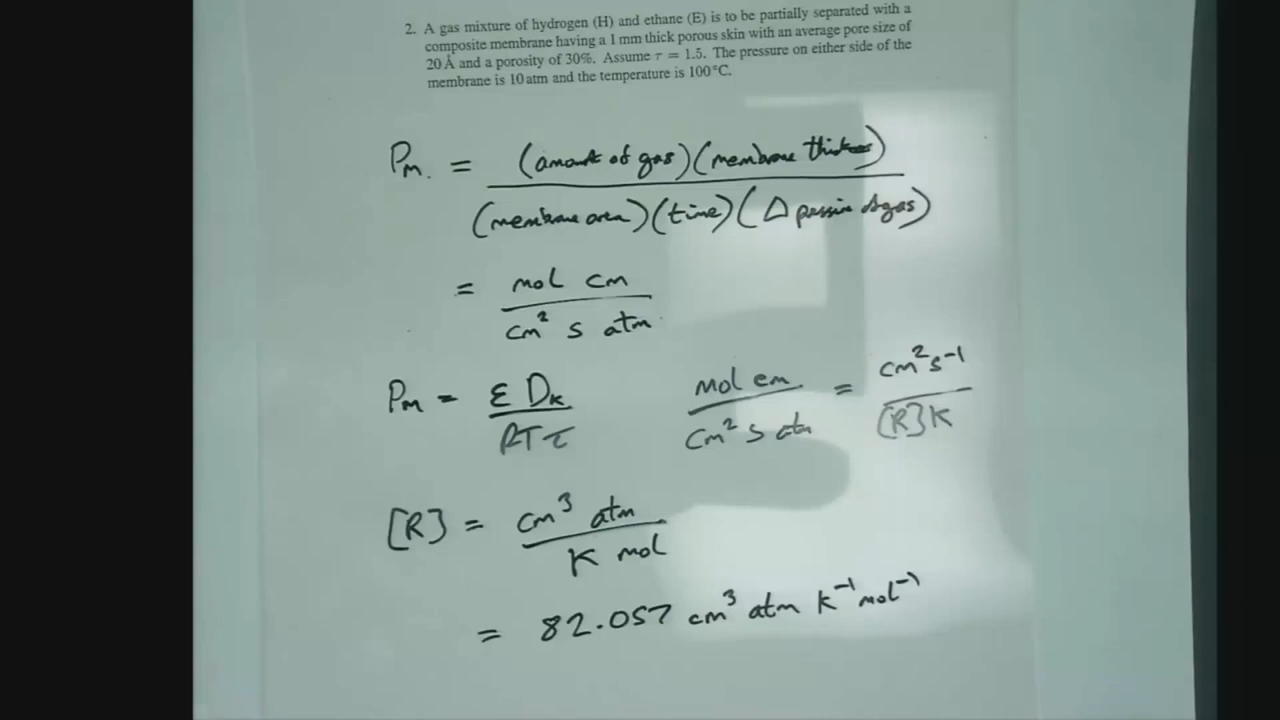 2. A gas mixture of hydrogen (H) and ethane (E) is to be partially separated with a
composite membrane having a 1 mm thick porous skin with an average pore size of
20 Å and a porosity of 30%. Assume τ = 1.5. The pressure on either side of the
membrane is 10 atm and the temperature is 100°C.
Pm. = (amount of gas)(membrane thickness) / (membrane area)(time)(Δ of gas)
= mol cm / cm² s atm
Pm = ε Dk / RTτ mol cm / cm² s atm = cm² s⁻¹ / [R]K
[R] = cm³ atm / K mol
= 82.057 cm³ atm K⁻¹ mol⁻¹